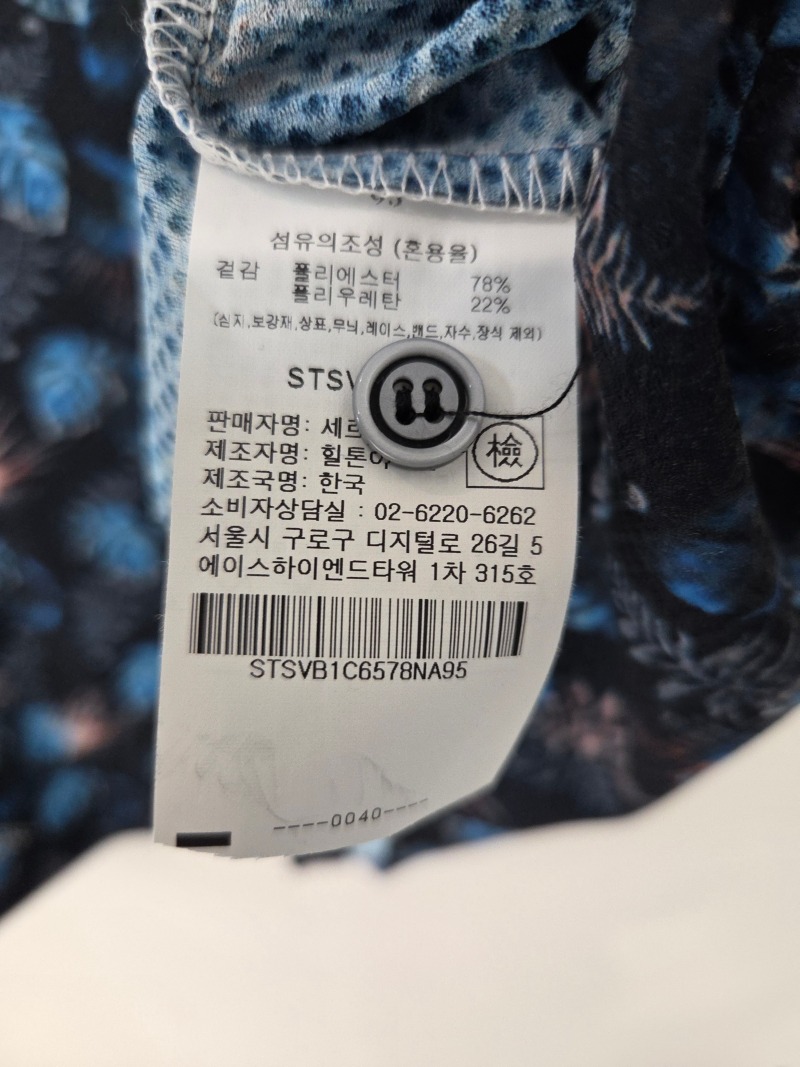 섬유의조성 (혼용율)
겉감 폴리에스터 78%
폴리우레탄 22%
(심지,보강재,상표,무늬,레이스,밴드,자수,장식 제외)
STSV
판매자명: 세르
제조자명: 힐톤아
檢
제조국명: 한국
소비자상담실 : 02-6220-6262
서울시 구로구 디지털로 26길 5
에이스하이엔드타워 1차 315호
STSVB1C6578NA95
----0040----